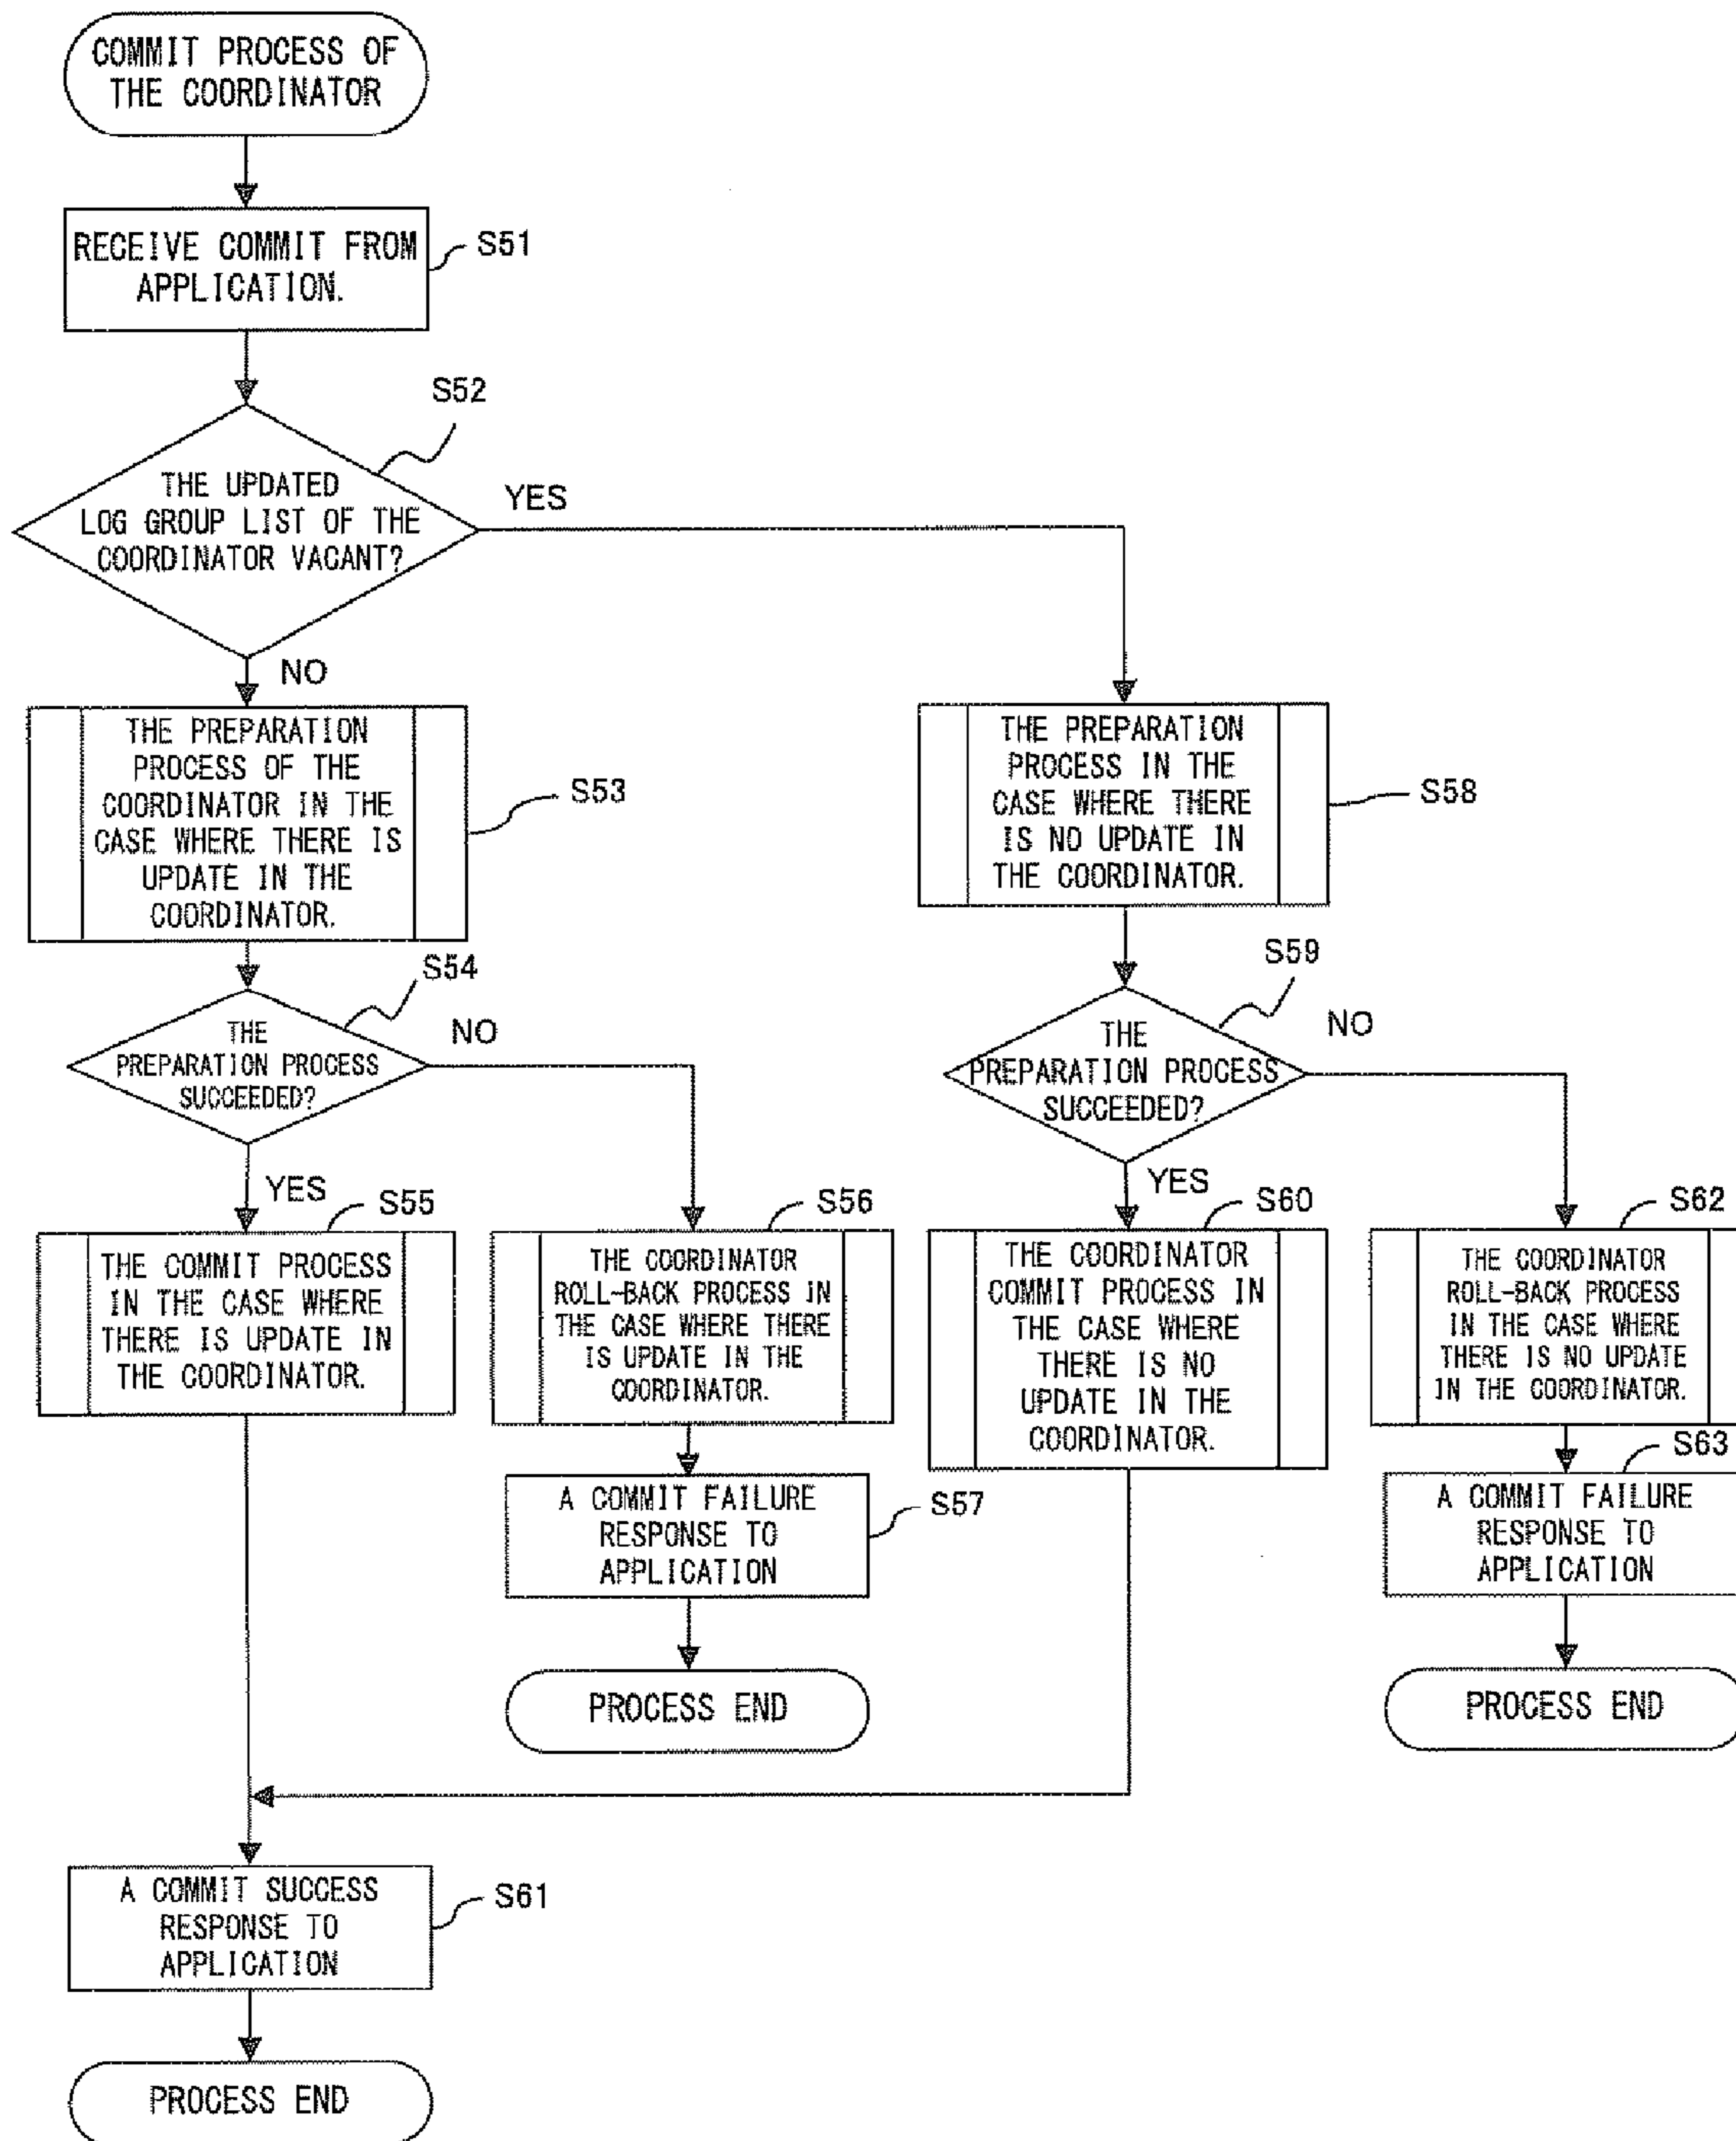 COMMIT PROCESS OF
THE COORDINATOR
RECEIVE COMMIT FROM
APPLICATION.
S51
S52
THE UPDATED
LOG GROUP LIST OF THE
COORDINATOR VACANT?
YES
NO
THE PREPARATION
PROCESS OF THE
COORDINATOR IN THE
CASE WHERE THERE IS
UPDATE IN THE
COORDINATOR.
S53
THE PREPARATION
PROCESS IN THE
CASE WHERE THERE
IS NO UPDATE IN
THE COORDINATOR.
S58
S54
THE
PREPARATION PROCESS
SUCCEEDED?
NO
YES
S59
THE
PREPARATION PROCESS
SUCCEEDED?
NO
YES
S55
THE COMMIT PROCESS
IN THE CASE WHERE
THERE IS UPDATE IN
THE COORDINATOR.
S56
THE COORDINATOR
ROLL-BACK PROCESS IN
THE CASE WHERE THERE
IS UPDATE IN THE
COORDINATOR.
S60
THE COORDINATOR
COMMIT PROCESS IN
THE CASE WHERE
THERE IS NO
UPDATE IN THE
COORDINATOR.
S62
THE COORDINATOR
ROLL-BACK PROCESS
IN THE CASE WHERE
THERE IS NO UPDATE
IN THE COORDINATOR.
A COMMIT FAILURE
RESPONSE TO
APPLICATION
S57
S63
A COMMIT FAILURE
RESPONSE TO
APPLICATION
PROCESS END
PROCESS END
A COMMIT SUCCESS
RESPONSE TO
APPLICATION
S61
PROCESS END